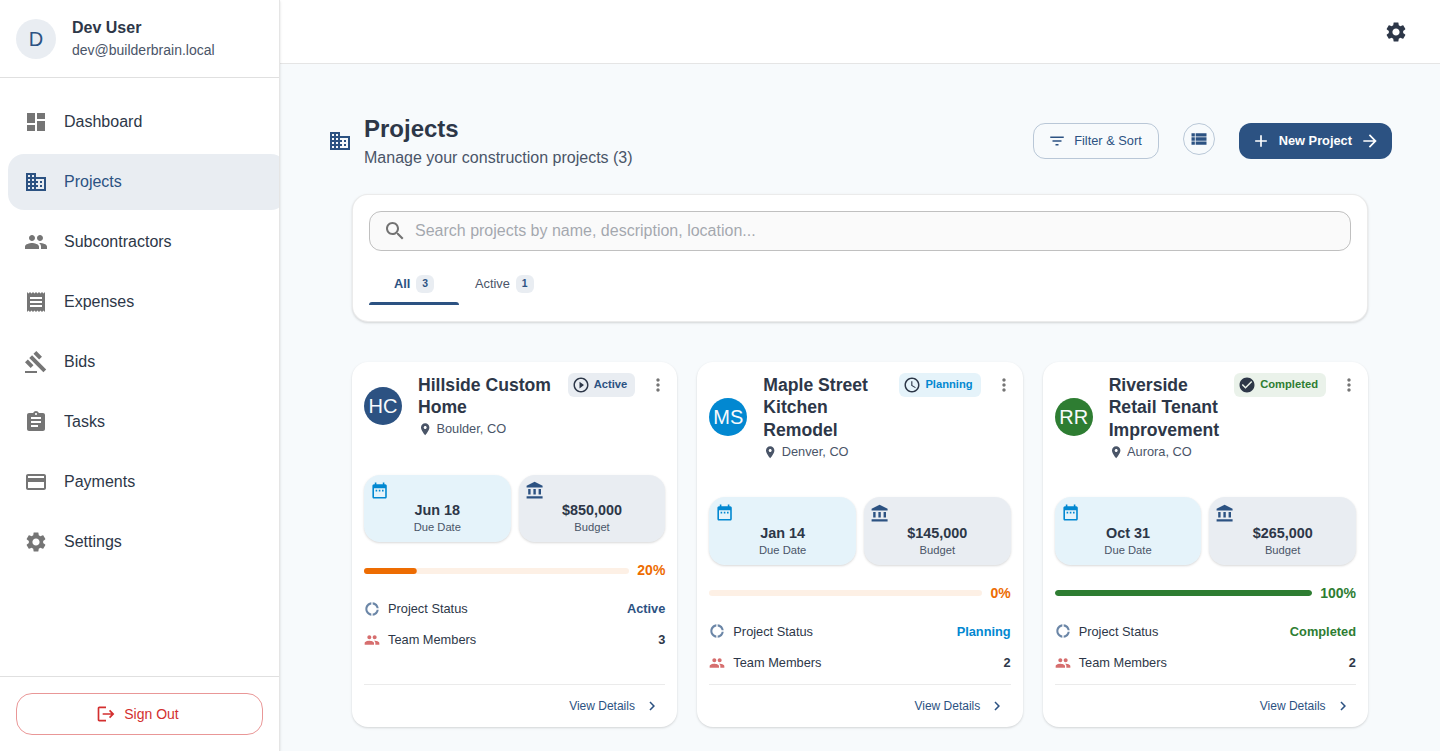 D
Dev User
dev@builderbrain.local
Dashboard
Projects
Subcontractors
Expenses
Bids
Tasks
Payments
Settings
Sign Out
Projects
Manage your construction projects (3)
Filter & Sort
New Project
Search projects by name, description, location...
All 3
Active 1
HC
Hillside Custom
Home
Active
Boulder, CO
Jun 18
Due Date
$850,000
Budget
20%
Project Status Active
Team Members 3
View Details
MS
Maple Street
Kitchen
Remodel
Planning
Denver, CO
Jan 14
Due Date
$145,000
Budget
0%
Project Status Planning
Team Members 2
View Details
RR
Riverside
Retail Tenant
Improvement
Completed
Aurora, CO
Oct 31
Due Date
$265,000
Budget
100%
Project Status Completed
Team Members 2
View Details